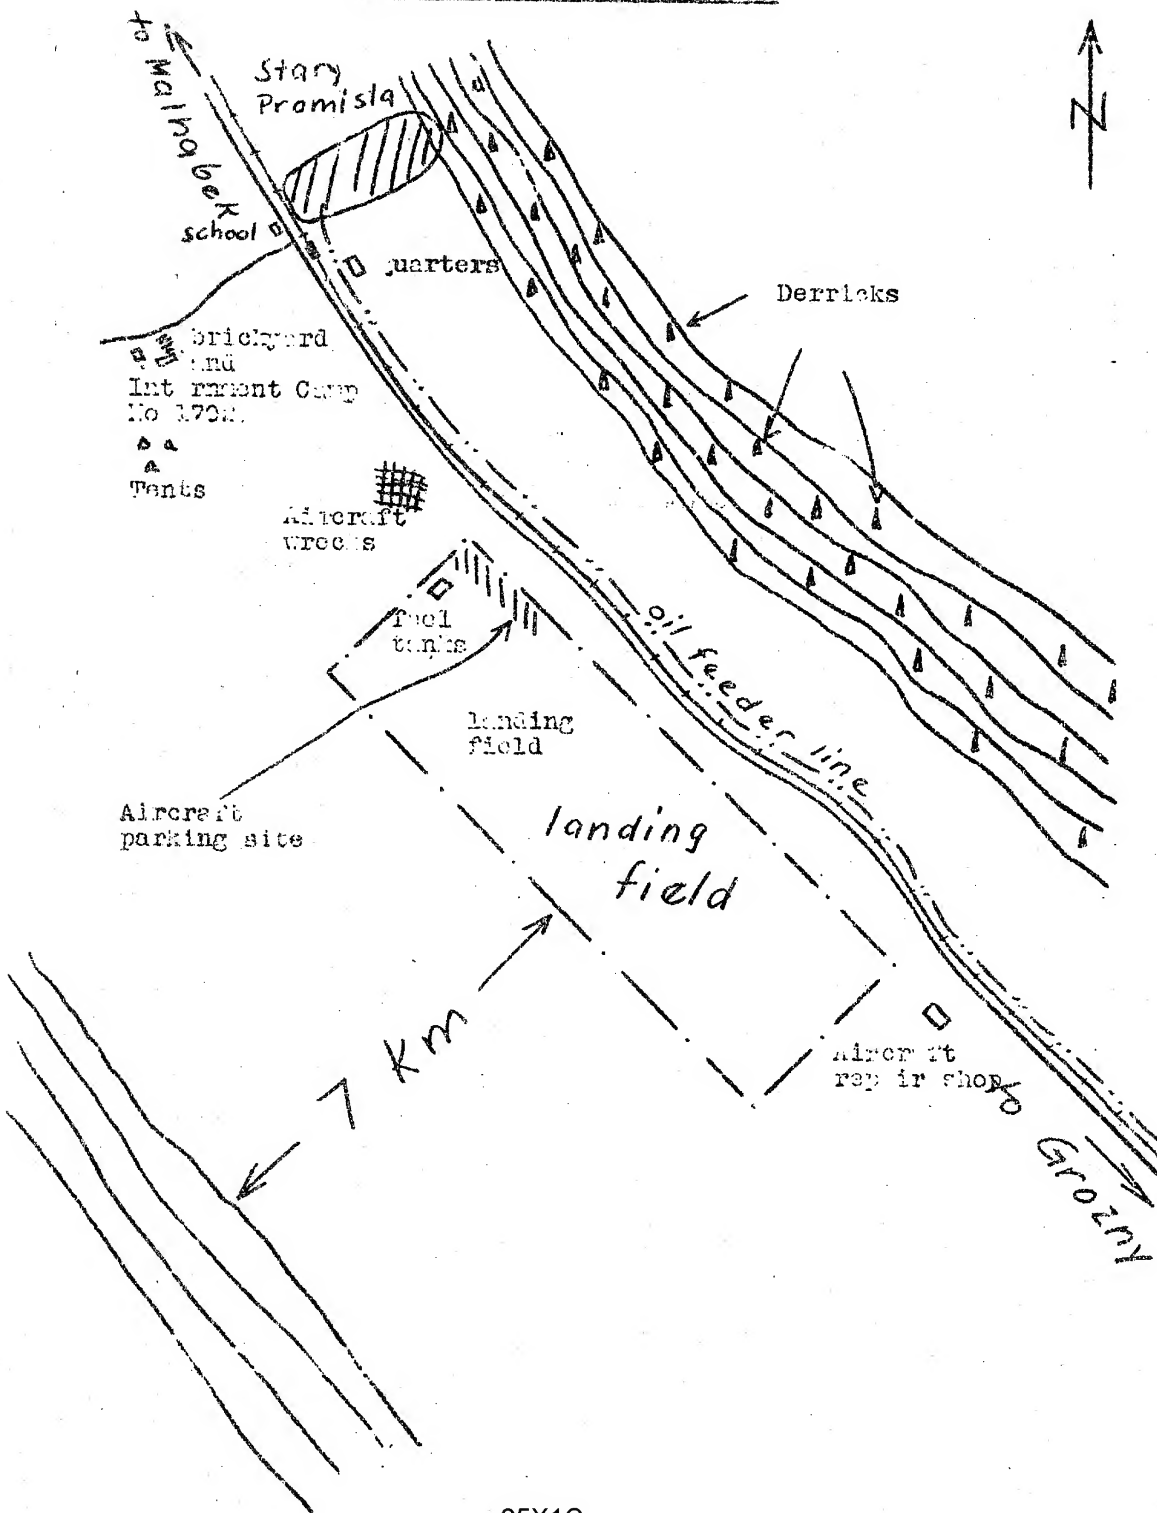 to Malhabek
Stary
Promisla
N
school
quarters
Derricks
brickyard
and
Internment Camp
No
Tents
Aircraft
wrecks
fuel
tanks
oil feeder line
landing
field
Aircraft
parking site
landing
field
7 Km
Aircraft
repair shop
to Grozny